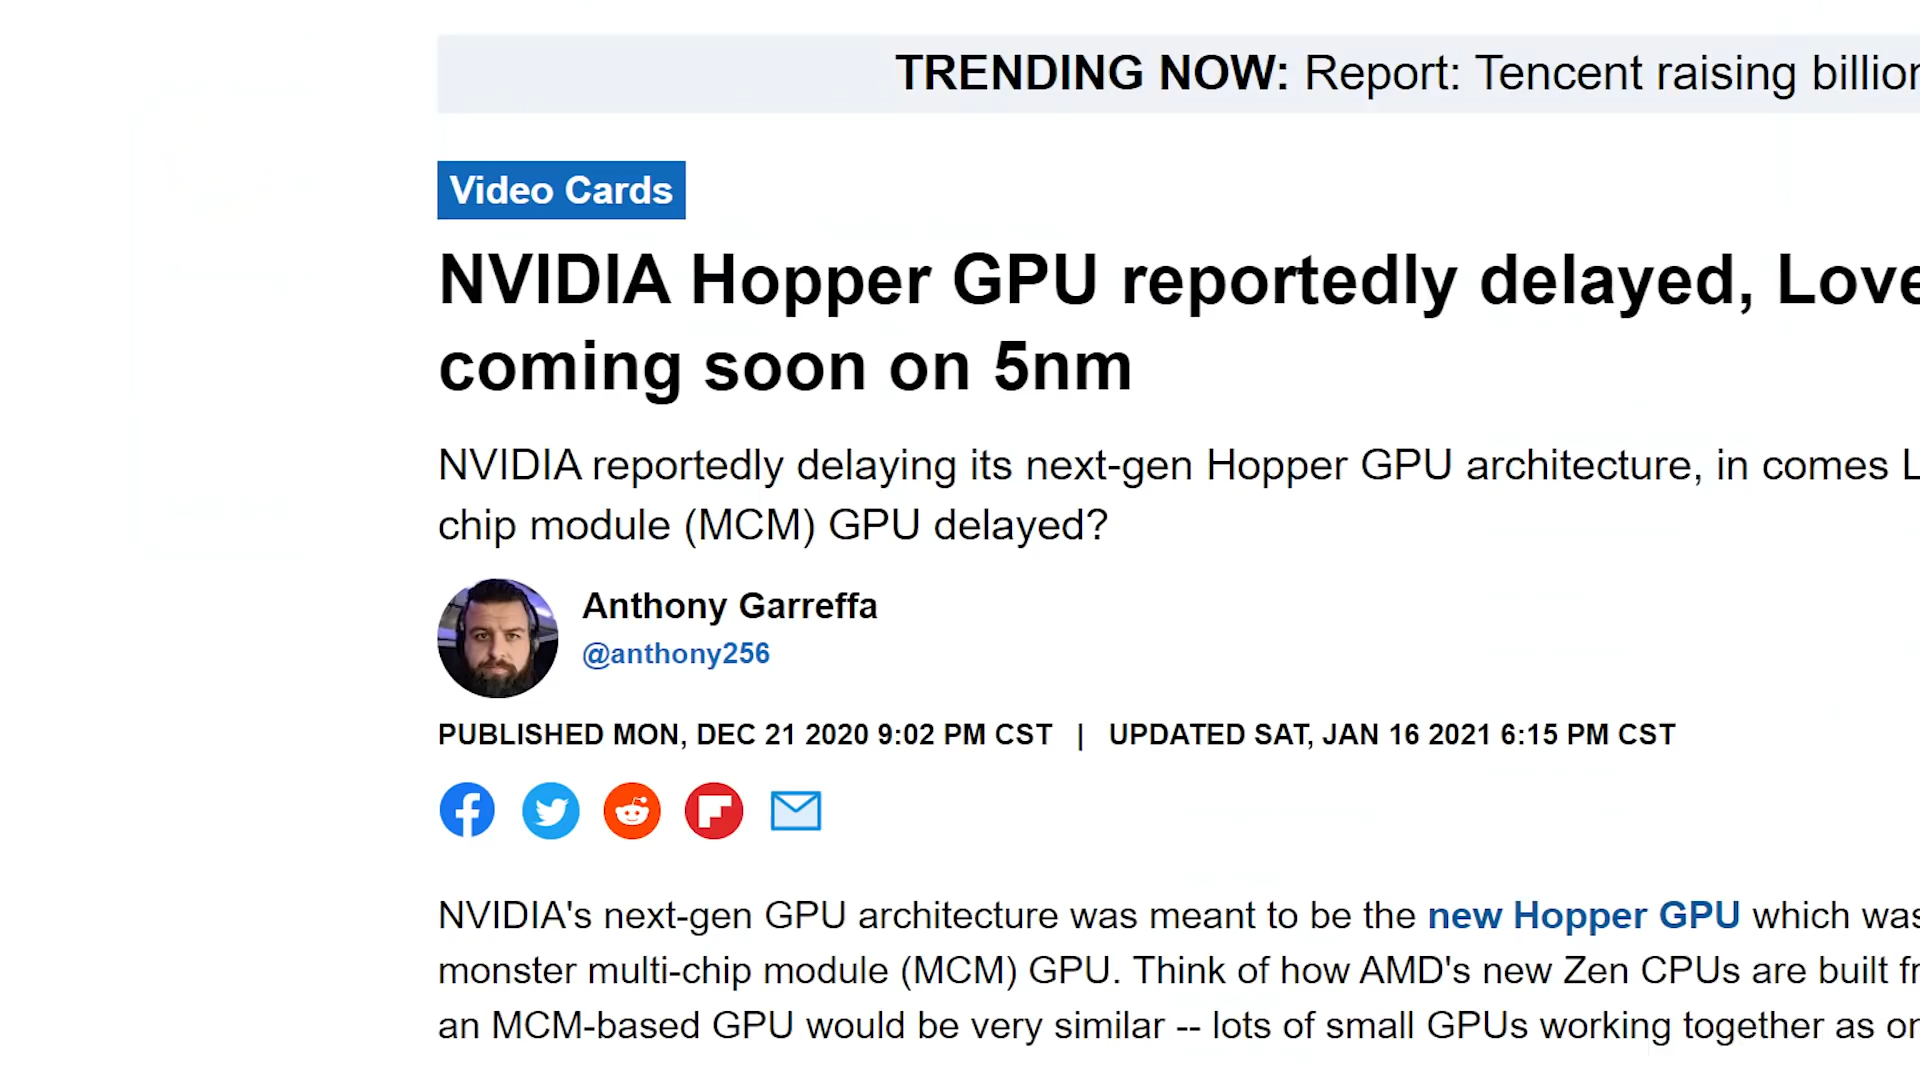 TRENDING NOW: Report: Tencent raising
Video Cards
NVIDIA Hopper GPU reportedly delayed,
coming soon on 5nm
NVIDIA reportedly delaying its next-gen Hopper GPU architecture, in comes
chip module (MCM) GPU delayed?
Anthony Garreffa
@anthony256
PUBLISHED MON, DEC 21 2020 9:02 PM CST | UPDATED SAT, JAN 16 2021 6:15 PM CST
NVIDIA's next-gen GPU architecture was meant to be the new Hopper GPU which was
monster multi-chip module (MCM) GPU. Think of how AMD's new Zen CPUs are built
an MCM-based GPU would be very similar -- lots of small GPUs working together as